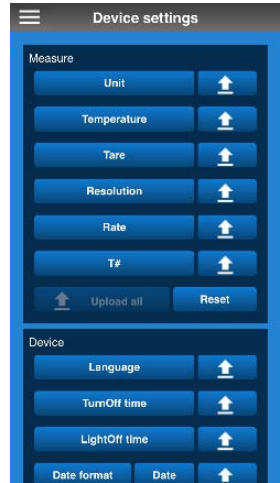 Device settings
Measure
Unit
Temperature
Tare
Resolution
Rate
T#
Upload all Reset
Device
Language
TurnOff time
LightOff time
Date format Date